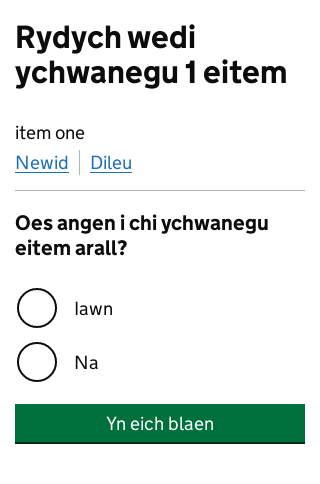 Rydych wedi
ychwanegu 1 eitem
item one
Newid Dileu
Oes angen i chi ychwanegu
eitem arall?
Iawn
Na
Yn eich blaen